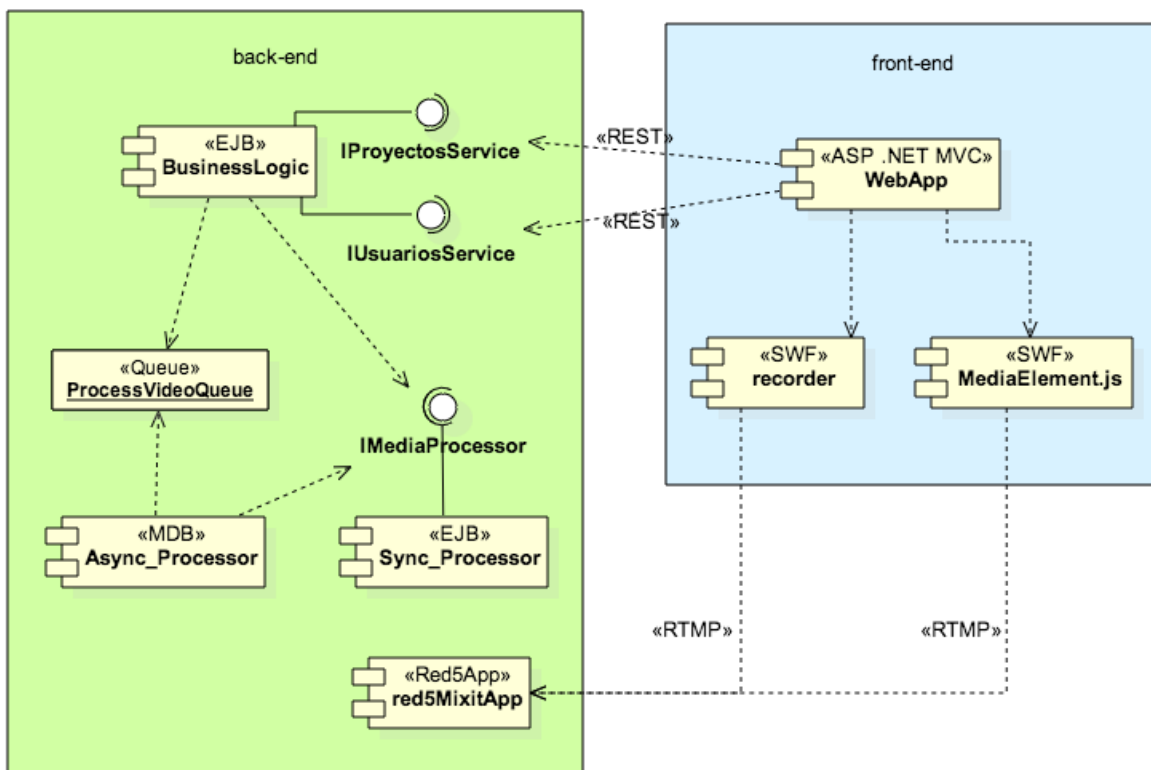 back-end
front-end
«EJB»
BusinessLogic
IProyectosService
«REST»
«ASP .NET MVC»
WebApp
IUsuariosService
«REST»
«Queue»
ProcessVideoQueue
IMediaProcessor
«SWF»
recorder
«SWF»
MediaElement.js
«MDB»
Async_Processor
«EJB»
Sync_Processor
«RTMP»
«RTMP»
«Red5App»
red5MixitApp